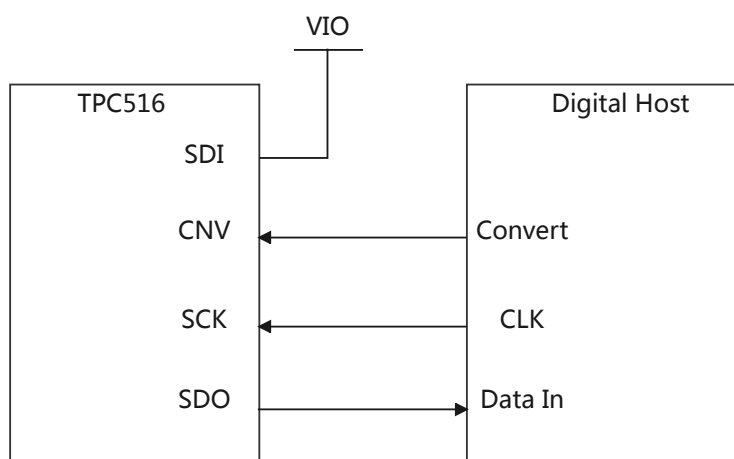 VIO
TPC516
Digital Host
SDI
CNV
Convert
SCK
CLK
SDO
Data In